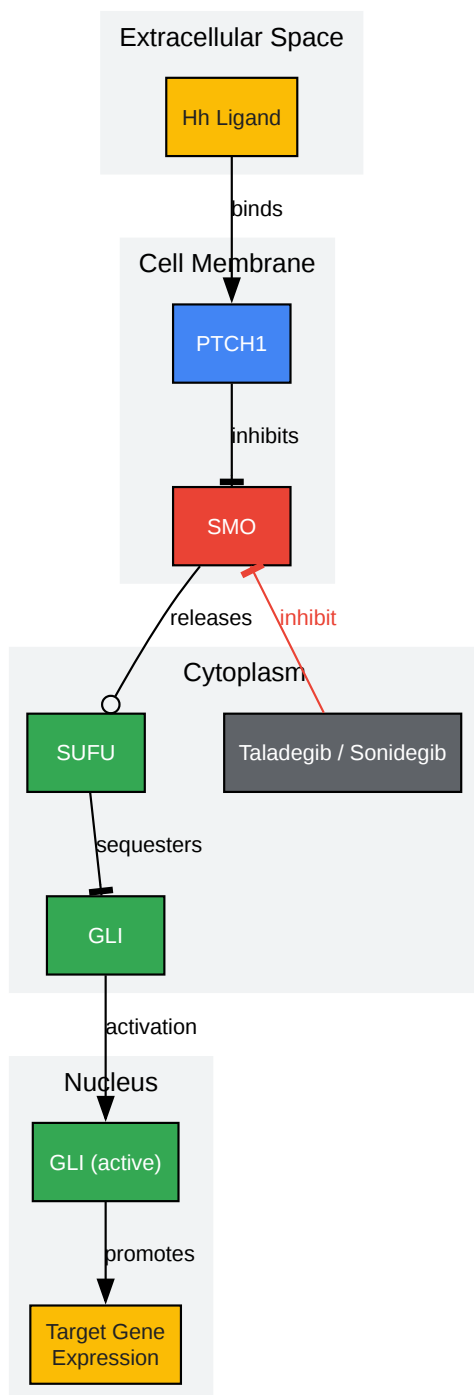 Extracellular Space
Hh Ligand
binds
Cell Membrane
PTCH1
inhibits
SMO
releases
inhibit
Cytoplasm
SUFU
Taladegib / Sonidegib
sequesters
GLI
activation
Nucleus
GLI (active)
promotes
Target Gene
Expression